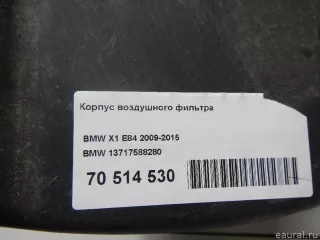 Корпус воздушного фильтра
BMW X1 E84 2009-2015
BMW 13717588280
70 514 530
eaural.ru